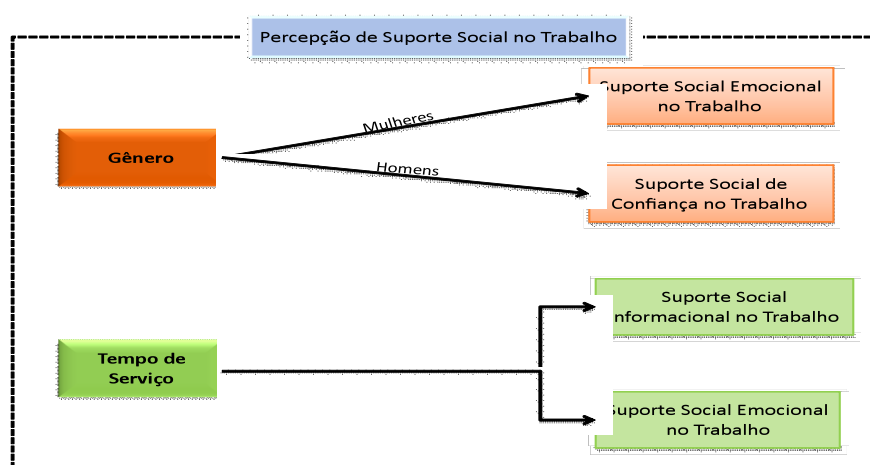 Percepção de Suporte Social no Trabalho
Suporte Social Emocional
no Trabalho
Mulheres
Gênero
Homens
Suporte Social de
Confiança no Trabalho
Suporte Social
Informacional no Trabalho
Tempo de
Serviço
Suporte Social Emocional
no Trabalho